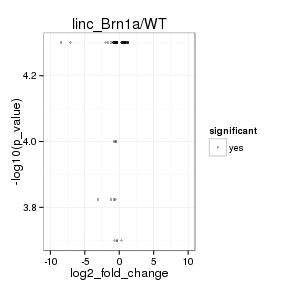 linc_Brn1a/WT
-log10(p_value)
4.2
4.0
3.8
-10
-5
0
5
10
log2_fold_change
significant
yes